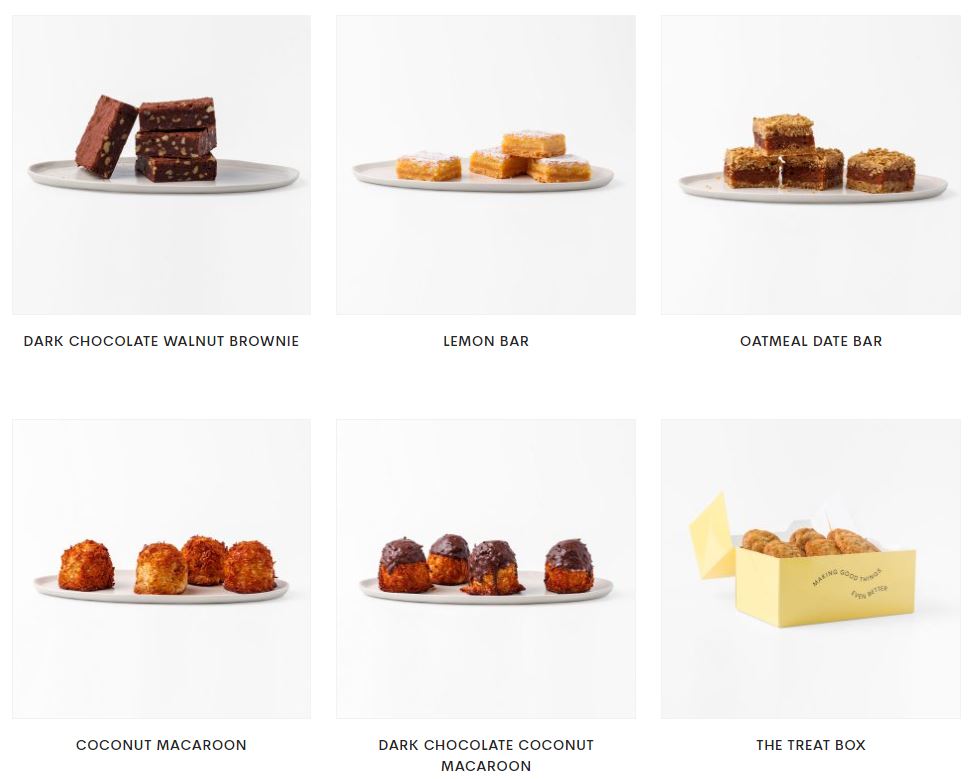 DARK CHOCOLATE WALNUT BROWNIE
LEMON BAR
OATMEAL DATE BAR
COCONUT MACAROON
DARK CHOCOLATE COCONUT
MACAROON
MAKING GOOD THINGS
EVEN BETTER
THE TREAT BOX